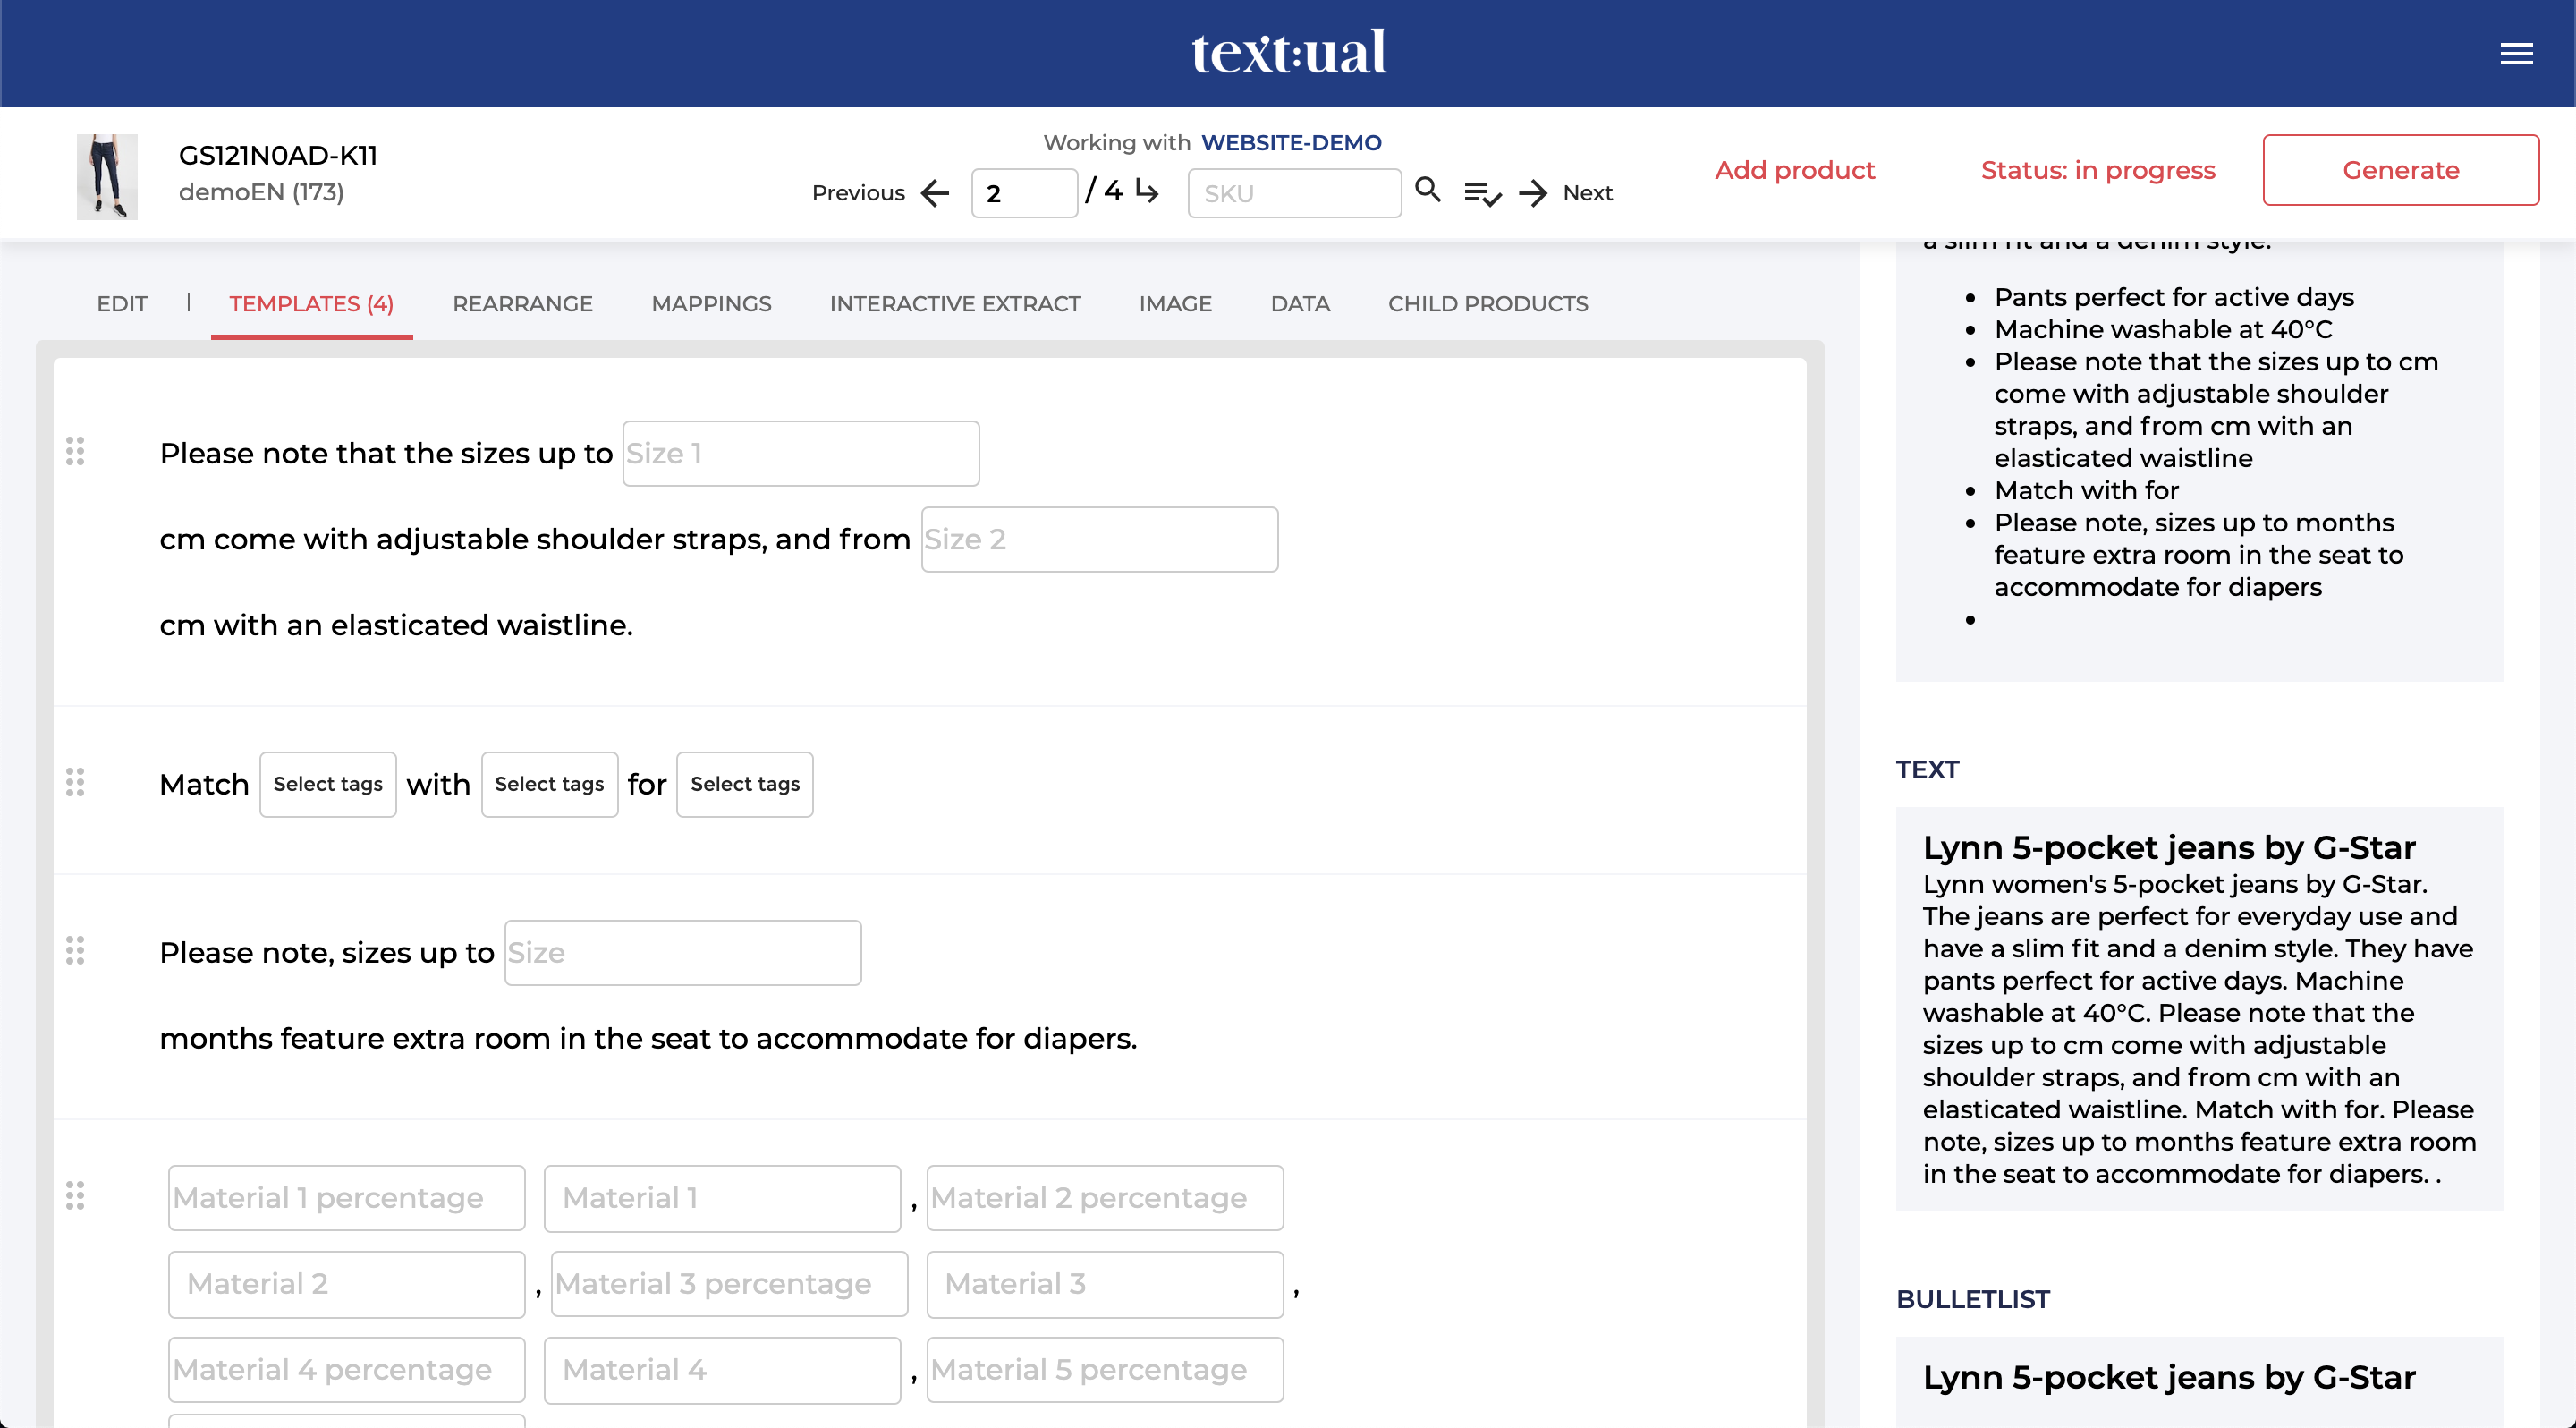 text:ual
GS121N0AD-K11
demoEN (173)
Working with WEBSITE-DEMO
Previous 2 / 4 SKU Next
Add product
Status: in progress
Generate
EDIT | TEMPLATES (4) REARRANGE MAPPINGS INTERACTIVE EXTRACT IMAGE DATA CHILD PRODUCTS
Please note that the sizes up to Size 1
cm come with adjustable shoulder straps, and from Size 2
cm with an elasticated waistline.
Match Select tags with Select tags for Select tags
Please note, sizes up to Size
months feature extra room in the seat to accommodate for diapers.
Material 1 percentage Material 1 , Material 2 percentage
Material 2 , Material 3 percentage Material 3 ,
Material 4 percentage Material 4 , Material 5 percentage
a slim fit and a denim style.
• Pants perfect for active days
• Machine washable at 40°C
• Please note that the sizes up to cm
come with adjustable shoulder
straps, and from cm with an
elasticated waistline
• Match with for
• Please note, sizes up to months
feature extra room in the seat to
accommodate for diapers
•
TEXT
Lynn 5-pocket jeans by G-Star
Lynn women's 5-pocket jeans by G-Star.
The jeans are perfect for everyday use and
have a slim fit and a denim style. They have
pants perfect for active days. Machine
washable at 40°C. Please note that the
sizes up to cm come with adjustable
shoulder straps, and from cm with an
elasticated waistline. Match with for. Please
note, sizes up to months feature extra room
in the seat to accommodate for diapers. .
BULLETLIST
Lynn 5-pocket jeans by G-Star